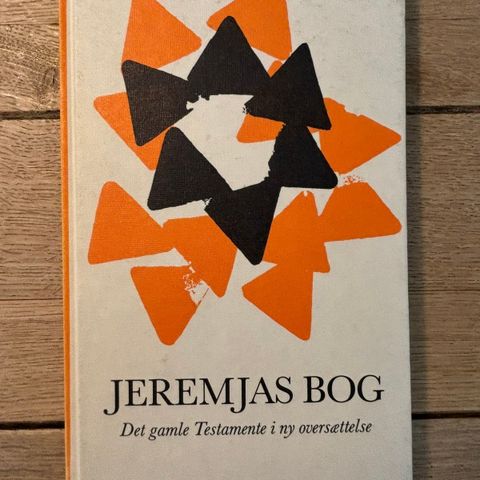 JEREMJAS BOG
Det gamle Testamente i ny oversættelse